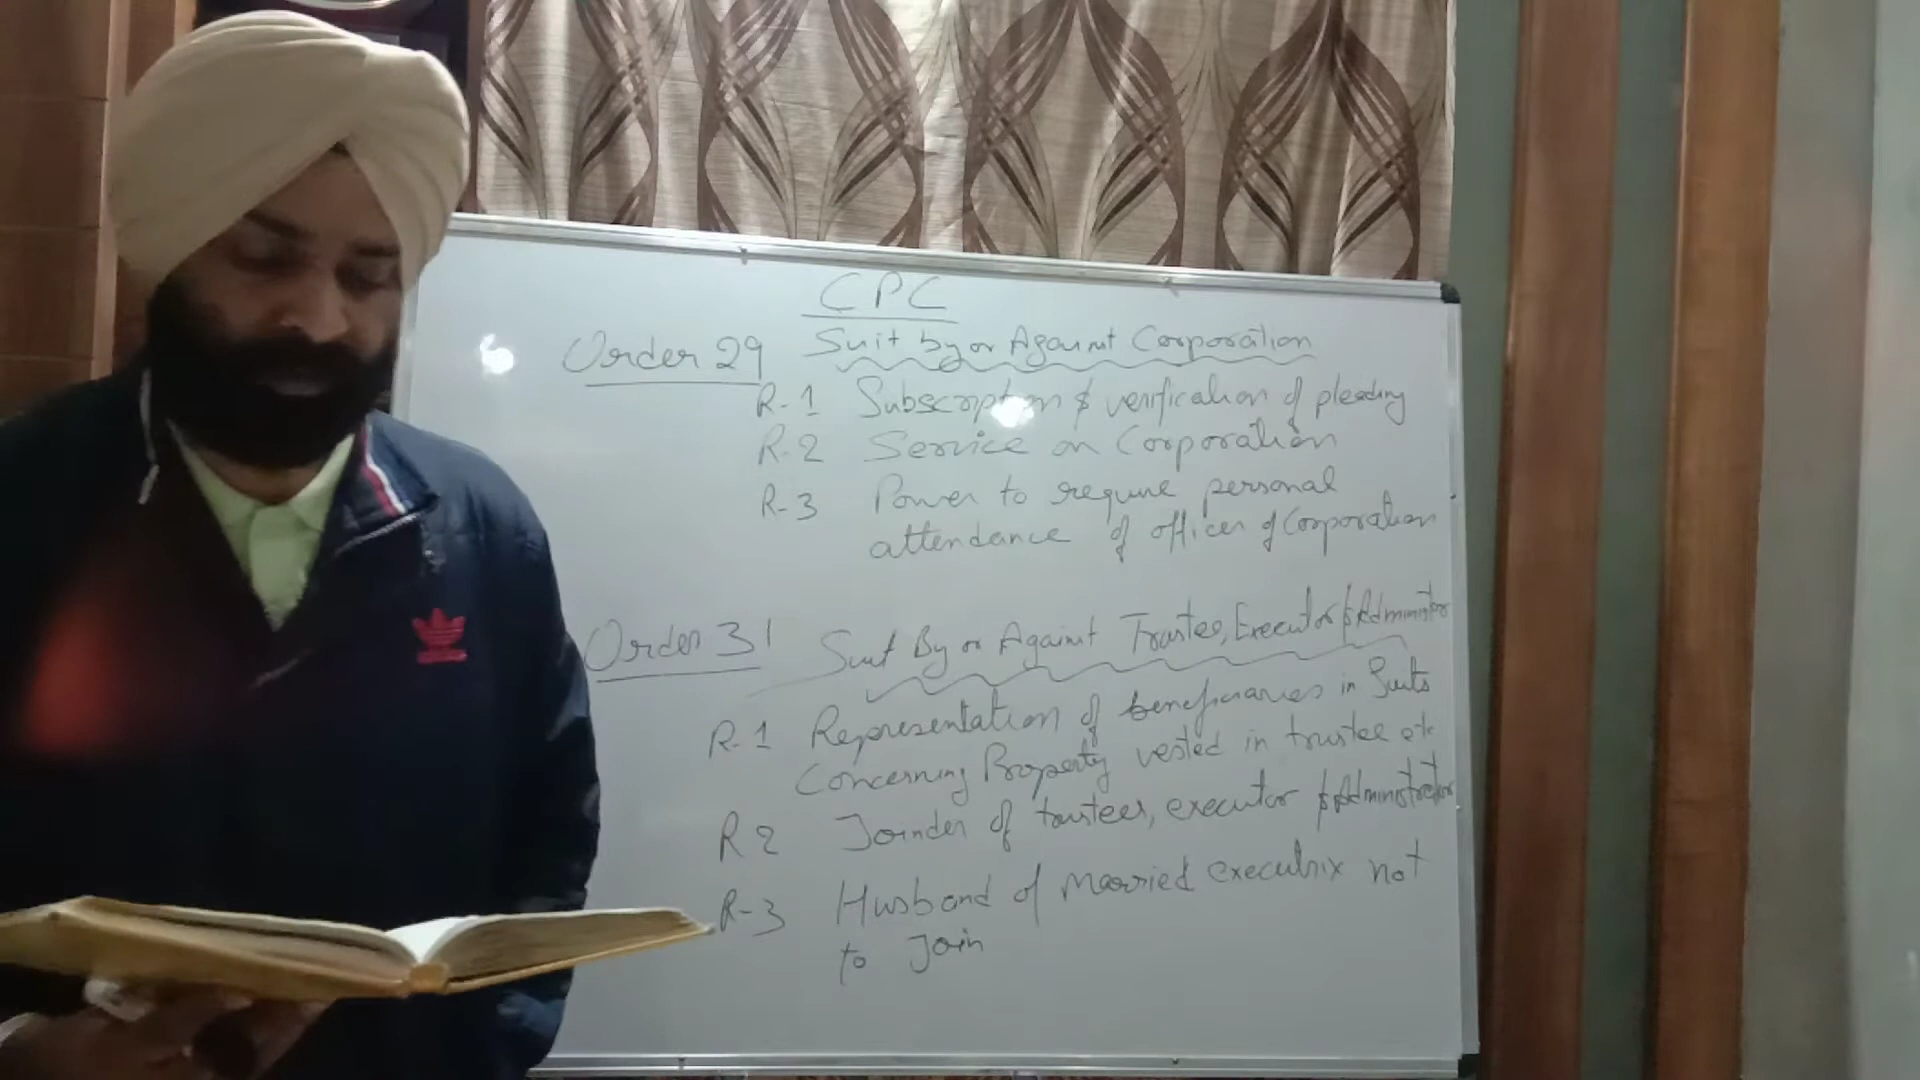 CPC
Order 29 Suit by or Against Corporation
R-1 Subscription & verification of pleading
R-2 Service on Corporation
R-3 Power to require personal
attendance of officer of Corporation
Order 31 Suit By or Against Trustee, Executor & Administor
R-1 Representation of beneficiaries in Suits
Concerning Property vested in trustee etc
R 2 Joinder of trustees, executor & Administrator
R-3 Husband of Married executrix not
to Join